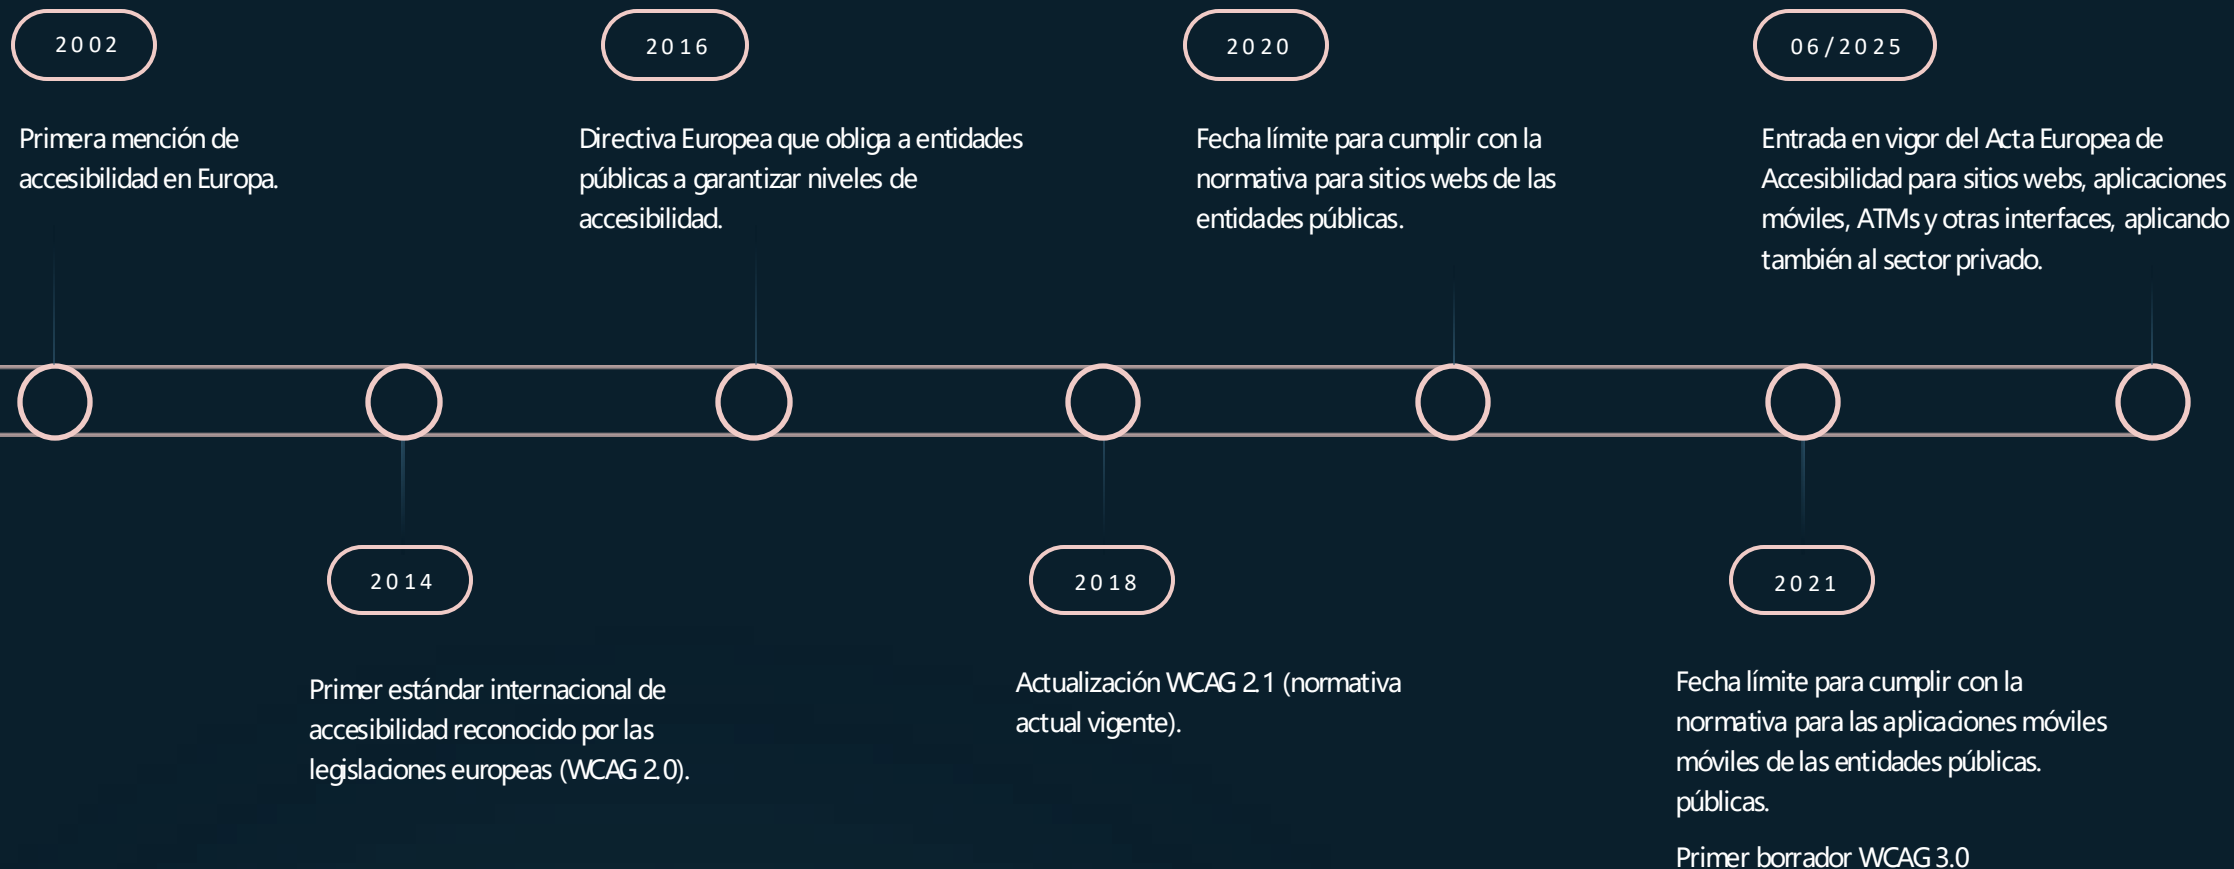 2002
Primera mención de
accesibilidad en Europa.
2016
Directiva Europea que obliga a entidades
públicas a garantizar niveles de
accesibilidad.
2020
Fecha límite para cumplir con la
normativa para sitios webs de las
entidades públicas.
06/2025
Entrada en vigor del Acta Europea de
Accesibilidad para sitios webs, aplicaciones
móviles, ATMs y otras interfaces, aplicando
también al sector privado.
2014
Primer estándar internacional de
accesibilidad reconocido por las
legislaciones europeas (WCAG 2.0).
2018
Actualización WCAG 2.1 (normativa
actual vigente).
2021
Fecha límite para cumplir con la
normativa para las aplicaciones móviles
móviles de las entidades públicas.
públicas.
Primer borrador WCAG 3.0